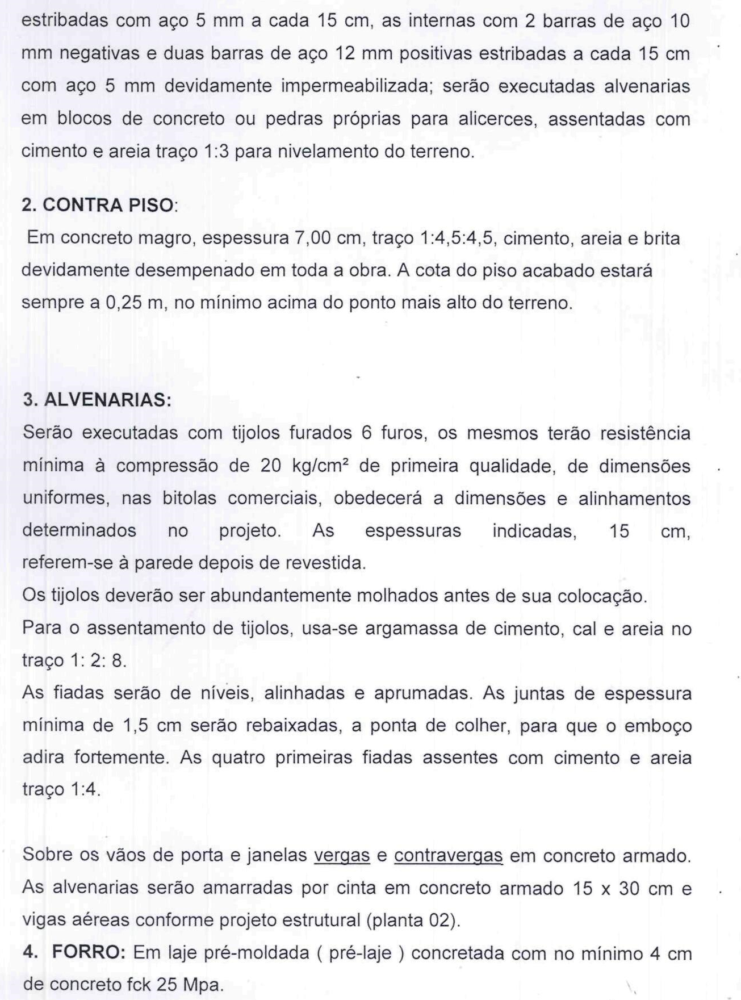 estribadas com aço 5 mm a cada 15 cm, as internas com 2 barras de aço 10
mm negativas e duas barras de aço 12 mm positivas estribadas a cada 15 cm
com aço 5 mm devidamente impermeabilizada; serão executadas alvenarias
em blocos de concreto ou pedras próprias para alicerces, assentadas com
cimento e areia traço 1:3 para nivelamento do terreno.
2. CONTRA PISO:
Em concreto magro, espessura 7,00 cm, traço 1:4,5:4,5, cimento, areia e brita
devidamente desempenado em toda a obra. A cota do piso acabado estará
sempre a 0,25 m, no mínimo acima do ponto mais alto do terreno.
3. ALVENARIAS:
Serão executadas com tijolos furados 6 furos, os mesmos terão resistência
mínima à compressão de 20 kg/cm² de primeira qualidade, de dimensões
uniformes, nas bitolas comerciais, obedecerá a dimensões e alinhamentos
determinados no projeto. As espessuras indicadas, 15 cm,
referem-se à parede depois de revestida.
Os tijolos deverão ser abundantemente molhados antes de sua colocação.
Para o assentamento de tijolos, usa-se argamassa de cimento, cal e areia no
traço 1: 2: 8.
As fiadas serão de níveis, alinhadas e aprumadas. As juntas de espessura
mínima de 1,5 cm serão rebaixadas, a ponta de colher, para que o emboço
adira fortemente. As quatro primeiras fiadas assentes com cimento e areia
traço 1:4.
Sobre os vãos de porta e janelas vergas e contravergas em concreto armado.
As alvenarias serão amarradas por cinta em concreto armado 15 x 30 cm e
vigas aéreas conforme projeto estrutural (planta 02).
4. FORRO: Em laje pré-moldada ( pré-laje ) concretada com no mínimo 4 cm
de concreto fck 25 Mpa.